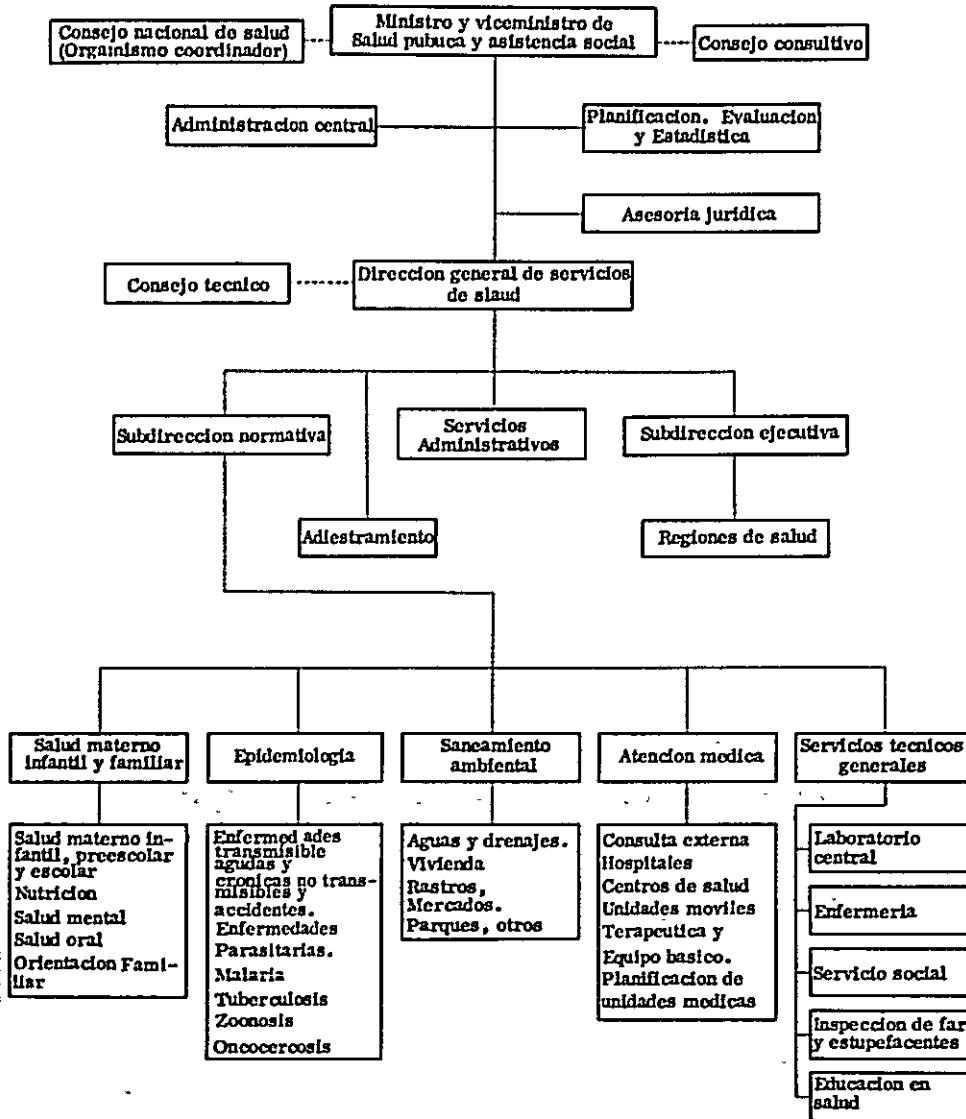 Consejo nacional de salud
(Organismo coordinador)
Ministro y viceministro de
Salud pubuca y asistencia social
Consejo consultivo
Administracion central
Planificacion. Evaluacion
y Estadistica
Asesoria juridica
Consejo tecnico
Direccion general de servicios
de slaud
Subdireccion normativa
Servicios
Administrativos
Subdireccion ejecutiva
Adiestramiento
Regiones de salud
Salud materno
infantil y familiar
Epidemiologia
Saneamiento
ambiental
Atencion medica
Servicios tecnicos
generales
Salud materno in-
fantil, preescolar
y escolar
Nutricion
Salud mental
Salud oral
Orientacion Fami-
liar
Enfermed ades
transmisible
agudas y
cronicas no trans-
misibles y
accidentes.
Enfermedades
Parasitarias.
Malaria
Tuberculosis
Zoonosis
Oncocercosis
Aguas y drenajes.
Vivienda
Rastros,
Mercados.
Parques, otros
Consulta externa
Hospitales
Centros de salud
Unidades moviles
Terapeutica y
Equipo basico.
Planificacion de
unidades medicas
Laboratorio
central
Enfermeria
Servicio social
Inspeccion de far
y estupefacentes
Educacion en
salud